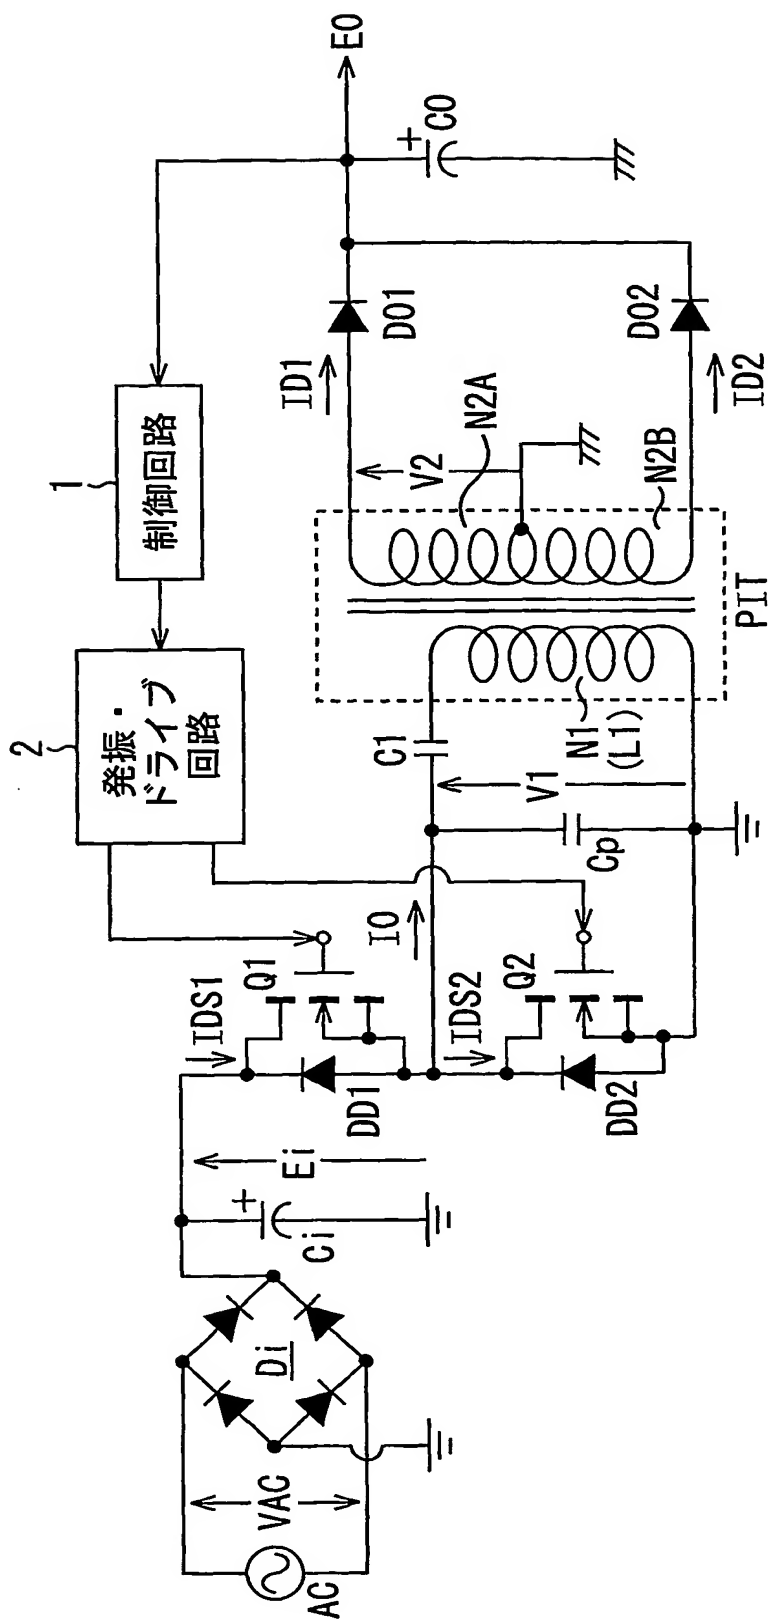 AC
VAC
Di
Ci
Ei
IDS1
DD1
Q1
IDS2
DD2
Q2
2
発振・
ドライブ
回路
1
制御回路
IO
Cp
C1
V1
N1
(L1)
PIT
V2
N2A
N2B
ID1
DO1
ID2
DO2
+
+
CO
EO